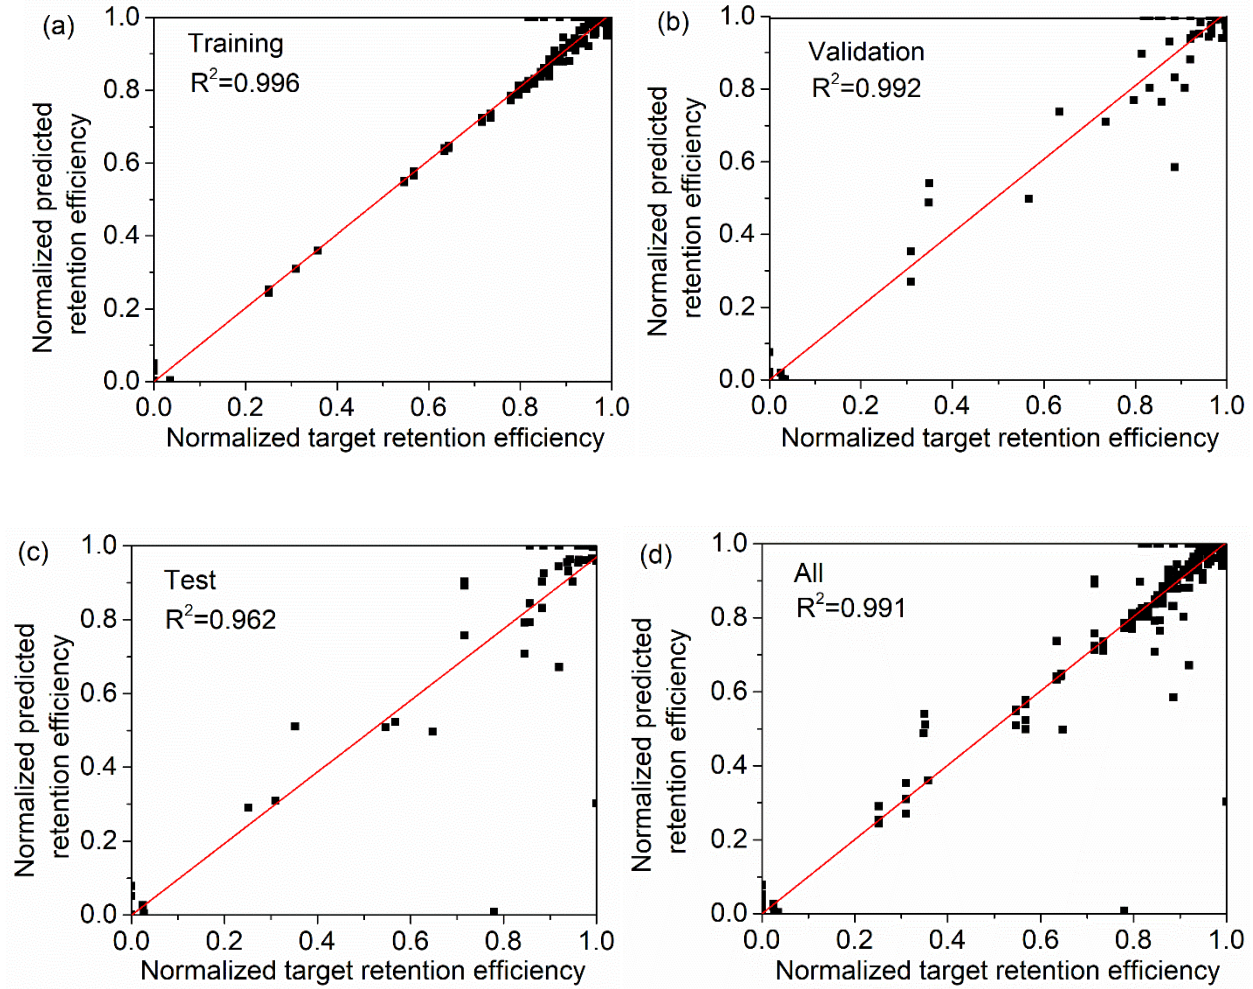 (a)
Training
R²=0.996
Normalized predicted
retention efficiency
1.0
0.8
0.6
0.4
0.2
0.0
0.0 0.2 0.4 0.6 0.8 1.0
Normalized target retention efficiency
(b)
Validation
R²=0.992
Normalized predicted
retention efficiency
1.0
0.8
0.6
0.4
0.2
0.0
0.0 0.2 0.4 0.6 0.8 1.0
Normalized target retention efficiency
(c)
Test
R²=0.962
Normalized predicted
retention efficiency
1.0
0.8
0.6
0.4
0.2
0.0
0.0 0.2 0.4 0.6 0.8 1.0
Normalized target retention efficiency
(d)
All
R²=0.991
Normalized predicted
retention efficiency
1.0
0.8
0.6
0.4
0.2
0.0
0.0 0.2 0.4 0.6 0.8 1.0
Normalized target retention efficiency